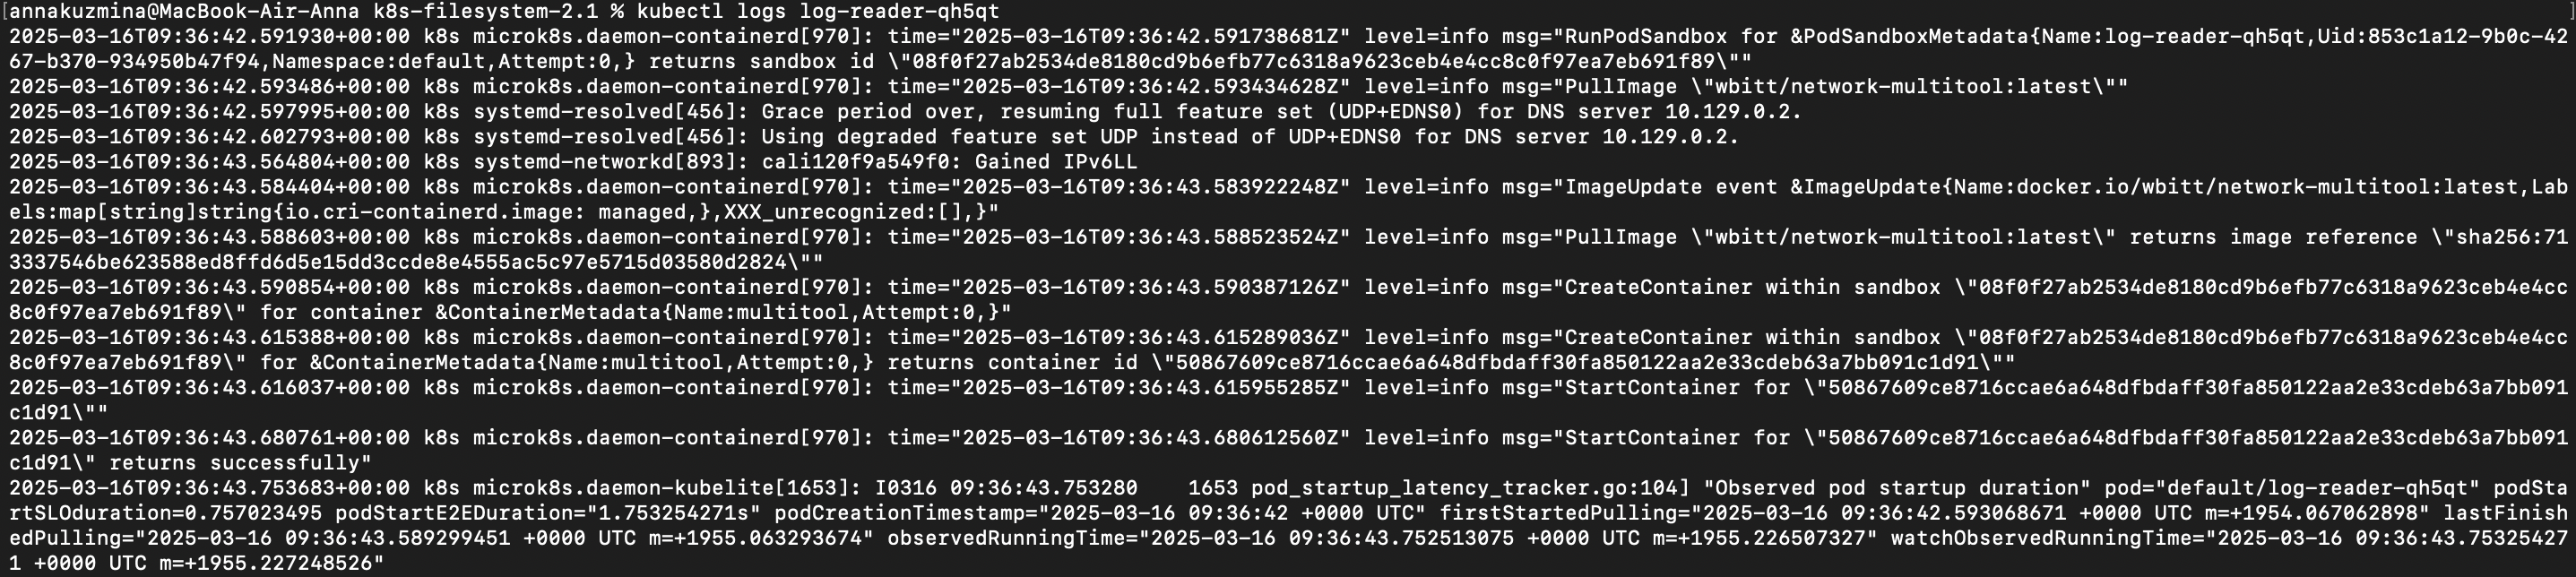 [annakuzmina@MacBook-Air-Anna k8s-filesystem-2.1 % kubectl logs log-reader-qh5qt ]
2025-03-16T09:36:42.591930+00:00 k8s microk8s.daemon-containerd[970]: time="2025-03-16T09:36:42.591738681Z" level=info msg="RunPodSandbox for &PodSandboxMetadata{Name:log-reader-qh5qt,Uid:853c1a12-9b0c-42
67-b370-934950b47f94,Namespace:default,Attempt:0,} returns sandbox id \"08f0f27ab2534de8180cd9b6efb77c6318a9623ceb4e4cc8c0f97ea7eb691f89\""
2025-03-16T09:36:42.593486+00:00 k8s microk8s.daemon-containerd[970]: time="2025-03-16T09:36:42.593434628Z" level=info msg="PullImage \"wbitt/network-multitool:latest\""
2025-03-16T09:36:42.597995+00:00 k8s systemd-resolved[456]: Grace period over, resuming full feature set (UDP+EDNS0) for DNS server 10.129.0.2.
2025-03-16T09:36:42.602793+00:00 k8s systemd-resolved[456]: Using degraded feature set UDP instead of UDP+EDNS0 for DNS server 10.129.0.2.
2025-03-16T09:36:43.564804+00:00 k8s systemd-networkd[893]: cali120f9a549f0: Gained IPv6LL
2025-03-16T09:36:43.584404+00:00 k8s microk8s.daemon-containerd[970]: time="2025-03-16T09:36:43.583922248Z" level=info msg="ImageUpdate event &ImageUpdate{Name:docker.io/wbitt/network-multitool:latest,Lab
els:map[string]string{io.cri-containerd.image: managed,},XXX_unrecognized:[],}"
2025-03-16T09:36:43.588603+00:00 k8s microk8s.daemon-containerd[970]: time="2025-03-16T09:36:43.588523524Z" level=info msg="PullImage \"wbitt/network-multitool:latest\" returns image reference \"sha256:71
3337546be623588ed8ffd6d5e15dd3ccde8e4555ac5c97e5715d03580d2824\""
2025-03-16T09:36:43.590854+00:00 k8s microk8s.daemon-containerd[970]: time="2025-03-16T09:36:43.590387126Z" level=info msg="CreateContainer within sandbox \"08f0f27ab2534de8180cd9b6efb77c6318a9623ceb4e4cc
8c0f97ea7eb691f89\" for container &ContainerMetadata{Name:multitool,Attempt:0,}"
2025-03-16T09:36:43.615388+00:00 k8s microk8s.daemon-containerd[970]: time="2025-03-16T09:36:43.615289036Z" level=info msg="CreateContainer within sandbox \"08f0f27ab2534de8180cd9b6efb77c6318a9623ceb4e4cc
8c0f97ea7eb691f89\" for &ContainerMetadata{Name:multitool,Attempt:0,} returns container id \"50867609ce8716ccae6a648dfbdaff30fa850122aa2e33cdeb63a7bb091c1d91\""
2025-03-16T09:36:43.616037+00:00 k8s microk8s.daemon-containerd[970]: time="2025-03-16T09:36:43.615955285Z" level=info msg="StartContainer for \"50867609ce8716ccae6a648dfbdaff30fa850122aa2e33cdeb63a7bb091
c1d91\""
2025-03-16T09:36:43.680761+00:00 k8s microk8s.daemon-containerd[970]: time="2025-03-16T09:36:43.680612560Z" level=info msg="StartContainer for \"50867609ce8716ccae6a648dfbdaff30fa850122aa2e33cdeb63a7bb091
c1d91\" returns successfully"
2025-03-16T09:36:43.753683+00:00 k8s microk8s.daemon-kubelite[1653]: I0316 09:36:43.753280    1653 pod_startup_latency_tracker.go:104] "Observed pod startup duration" pod="default/log-reader-qh5qt" podSta
rtSLOduration=0.757023495 podStartE2EDuration="1.753254271s" podCreationTimestamp="2025-03-16 09:36:42 +0000 UTC" firstStartedPulling="2025-03-16 09:36:42.593068671 +0000 UTC m=+1954.067062898" lastFinish
edPulling="2025-03-16 09:36:43.589299451 +0000 UTC m=+1955.063293674" observedRunningTime="2025-03-16 09:36:43.752513075 +0000 UTC m=+1955.226507327" watchObservedRunningTime="2025-03-16 09:36:43.75325427
1 +0000 UTC m=+1955.227248526"